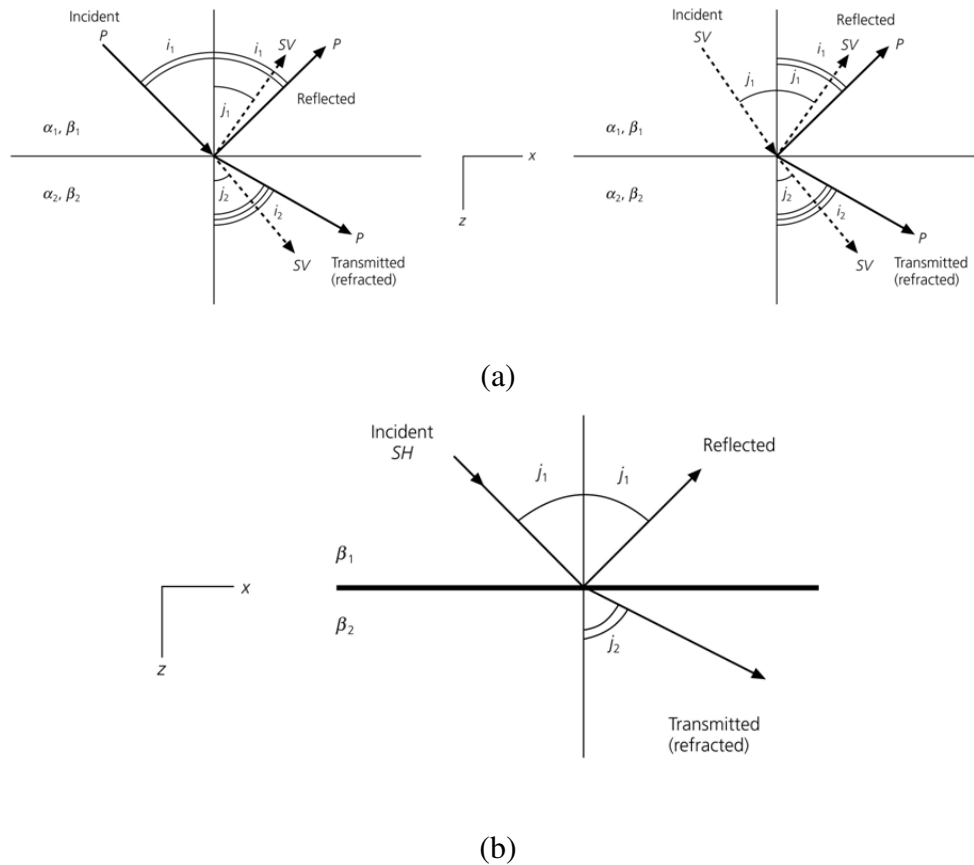 Incident
P
i₁
i₁
SV
P
j₁
Reflected
α₁, β₁
α₂, β₂
j₂
i₂
P
SV
Transmitted
(refracted)
x
z
Incident
SV
Reflected
i₁
SV
P
j₁
j₁
α₁, β₁
α₂, β₂
j₂
i₂
P
SV
Transmitted
(refracted)
(a)
Incident
SH
Reflected
j₁
j₁
β₁
x
β₂
z
j₂
Transmitted
(refracted)
(b)